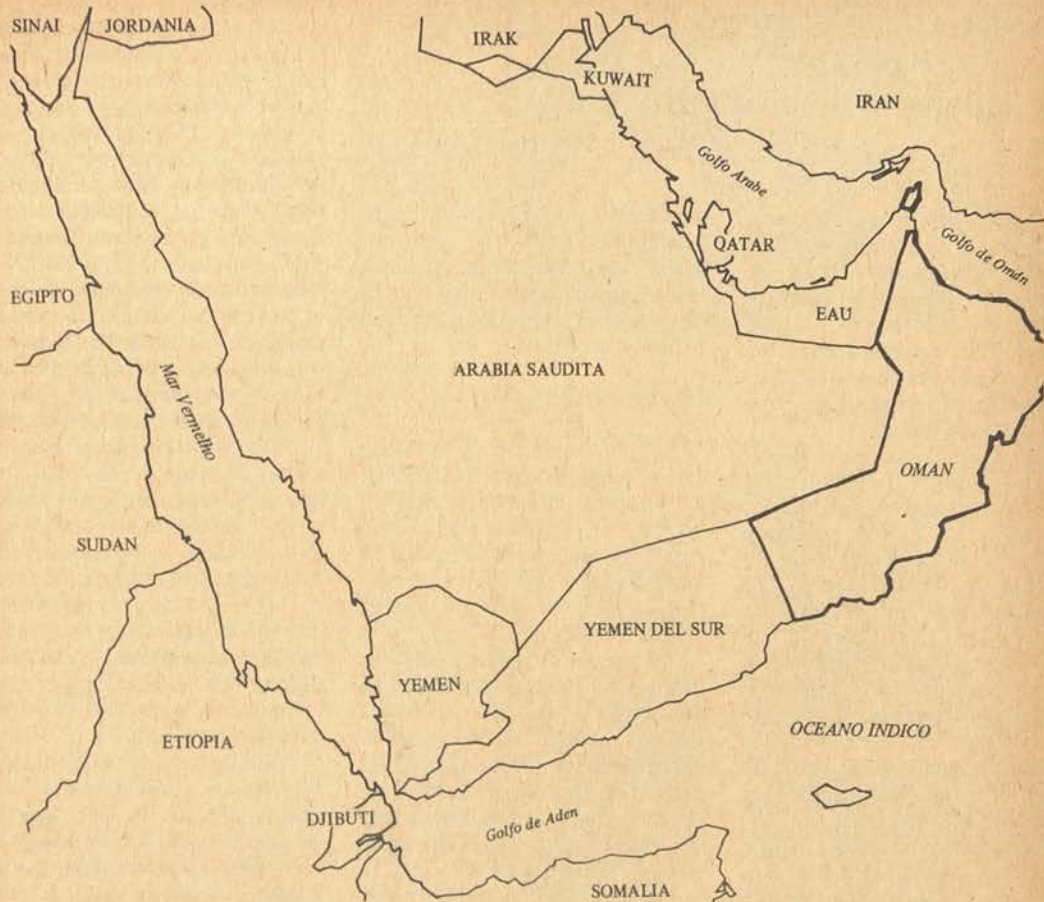 SINAI
JORDANIA
IRAK
KUWAIT
IRAN
Golfo Arabe
QATAR
Golfo de Omán
EGIPTO
EAU
ARABIA SAUDITA
Mar Vermelho
OMAN
SUDAN
YEMEN DEL SUR
YEMEN
OCEANO INDICO
ETIOPIA
DJIBUTI
Golfo de Aden
SOMALIA